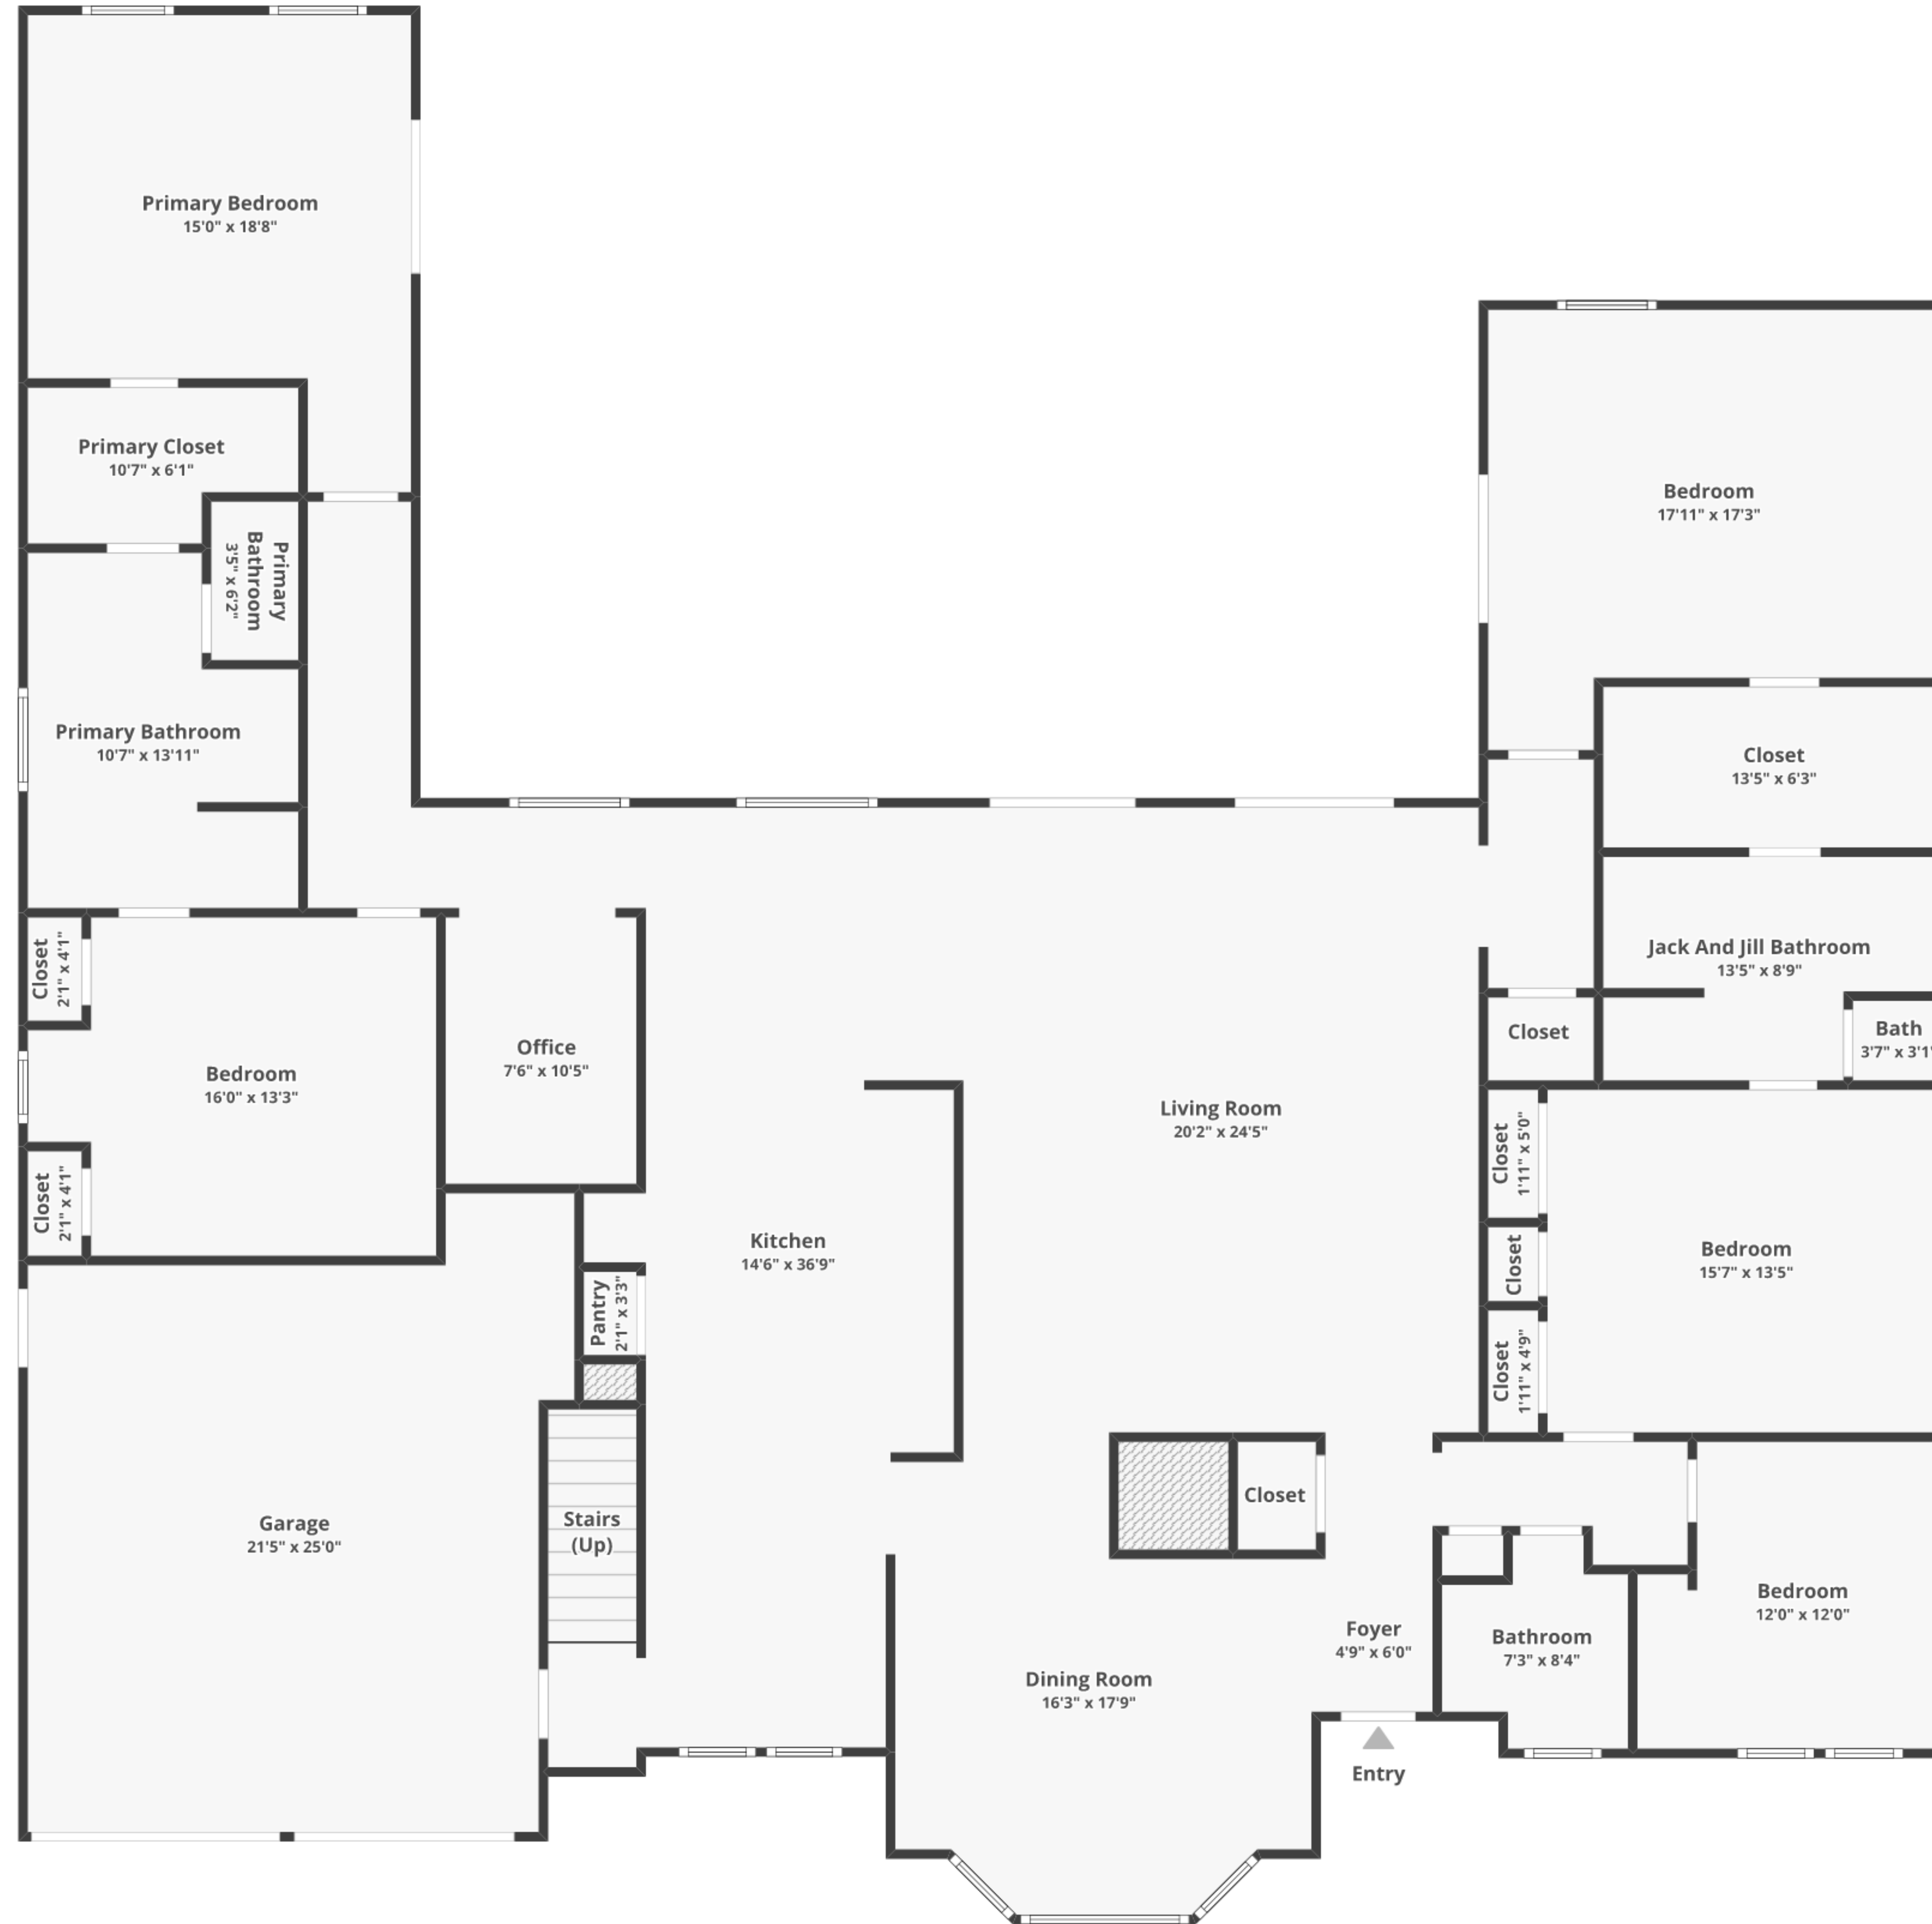 Primary Bedroom
15'0" x 18'8"
Primary Closet
10'7" x 6'1"
Primary
Bathroom
3'5" x 6'2"
Primary Bathroom
10'7" x 13'11"
Bedroom
17'11" x 17'3"
Closet
13'5" x 6'3"
Jack And Jill Bathroom
13'5" x 8'9"
Closet
Bath
3'7" x 3'1"
Closet
2'1" x 4'1"
Bedroom
16'0" x 13'3"
Closet
2'1" x 4'1"
Office
7'6" x 10'5"
Living Room
20'2" x 24'5"
Kitchen
14'6" x 36'9"
Pantry
2'1" x 3'3"
Closet
1'11" x 5'0"
Closet
Closet
1'11" x 4'9"
Bedroom
15'7" x 13'5"
Garage
21'5" x 25'0"
Stairs
(Up)
Closet
Foyer
4'9" x 6'0"
Dining Room
16'3" x 17'9"
Bathroom
7'3" x 8'4"
Bedroom
12'0" x 12'0"
Entry